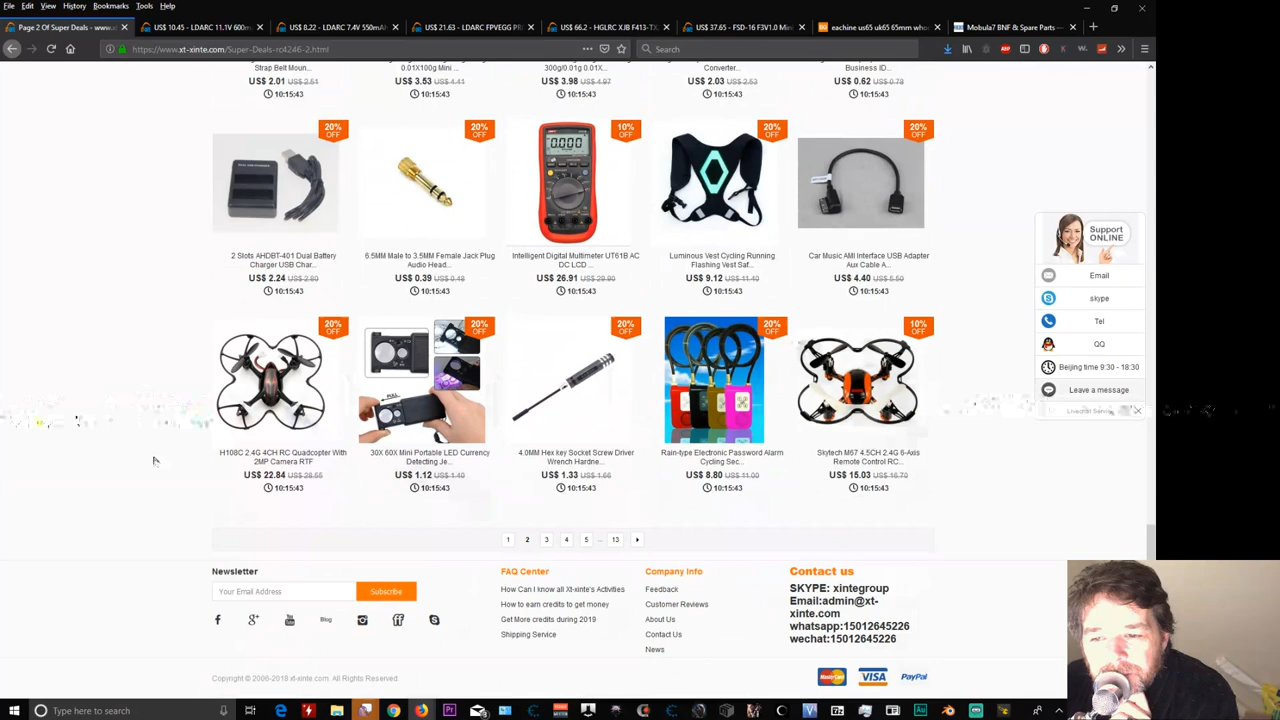 File Edit View History Bookmarks Tools Help
Page 2 Of Super Deals - www.xt
US$ 10.45 - LDARC 11.1V 600m
US$ 8.22 - LDARC 7.4V 550mAh
US$ 21.63 - LDARC FPVEGG PR
US$ 66.2 - HGLRC XJB F413-TX
US$ 37.65 - FSD-16 F3V1.0 Mini
eachine us65 uk65 65mm who
Mobula7 BNF & Spare Parts —
https://www.xt-xinte.com/Super-Deals-rc4246-2.html
Search
Strap Belt Moun...
0.01X100g Mini ...
300g/0.01g 0.01X...
Converter...
Business ID...
US$ 2.01 US$ 2.51
US$ 3.53 US$ 4.41
US$ 3.98 US$ 4.97
US$ 2.03 US$ 2.53
US$ 0.62 US$ 0.78
10:15:43 10:15:43 10:15:43 10:15:43 10:15:43
20% OFF
20% OFF
10% OFF
20% OFF
20% OFF
0.000
2 Slots AHDBT-401 Dual Battery
Charger USB Char...
US$ 2.24 US$ 2.80
10:15:43
6.5MM Male to 3.5MM Female Jack Plug
Audio Head...
US$ 0.39 US$ 0.48
10:15:43
Intelligent Digital Multimeter UT61B AC
DC LCD ...
US$ 26.91 US$ 29.90
10:15:43
Luminous Vest Cycling Running
Flashing Vest Saf...
US$ 9.12 US$ 11.40
10:15:43
Car Music AMI Interface USB Adapter
Aux Cable A...
US$ 4.40 US$ 5.50
10:15:43
20% OFF
20% OFF
20% OFF
20% OFF
10% OFF
PULL
H108C 2.4G 4CH RC Quadcopter With
2MP Camera RTF
US$ 22.84 US$ 28.55
10:15:43
30X 60X Mini Portable LED Currency
Detecting Je...
US$ 1.12 US$ 1.40
10:15:43
4.0MM Hex key Socket Screw Driver
Wrench Hardne...
US$ 1.33 US$ 1.66
10:15:43
Rain-type Electronic Password Alarm
Cycling Sec...
US$ 8.80 US$ 11.00
10:15:43
Skytech M67 4.5CH 2.4G 6-Axis
Remote Control RC...
US$ 15.03 US$ 16.70
10:15:43
Support
ONLINE
Email
skype
Tel
QQ
Beijing time 9:30 - 18:30
Leave a message
1 2 3 4 5 ... 13
Newsletter
Your Email Address
Subscribe
Blog
FAQ Center
How Can I know all Xt-xinte's Activities
How to earn credits to get money
Get More credits during 2019
Shipping Service
Company Info
Feedback
Customer Reviews
About Us
Contact Us
News
Contact us
SKYPE: xintegroup
Email:admin@xt-
xinte.com
whatsapp:15012645226
wechat:15012645226
Copyright © 2006-2018 xt-xinte.com. All Rights Reserved.
MasterCard
VISA
PayPal
Type here to search